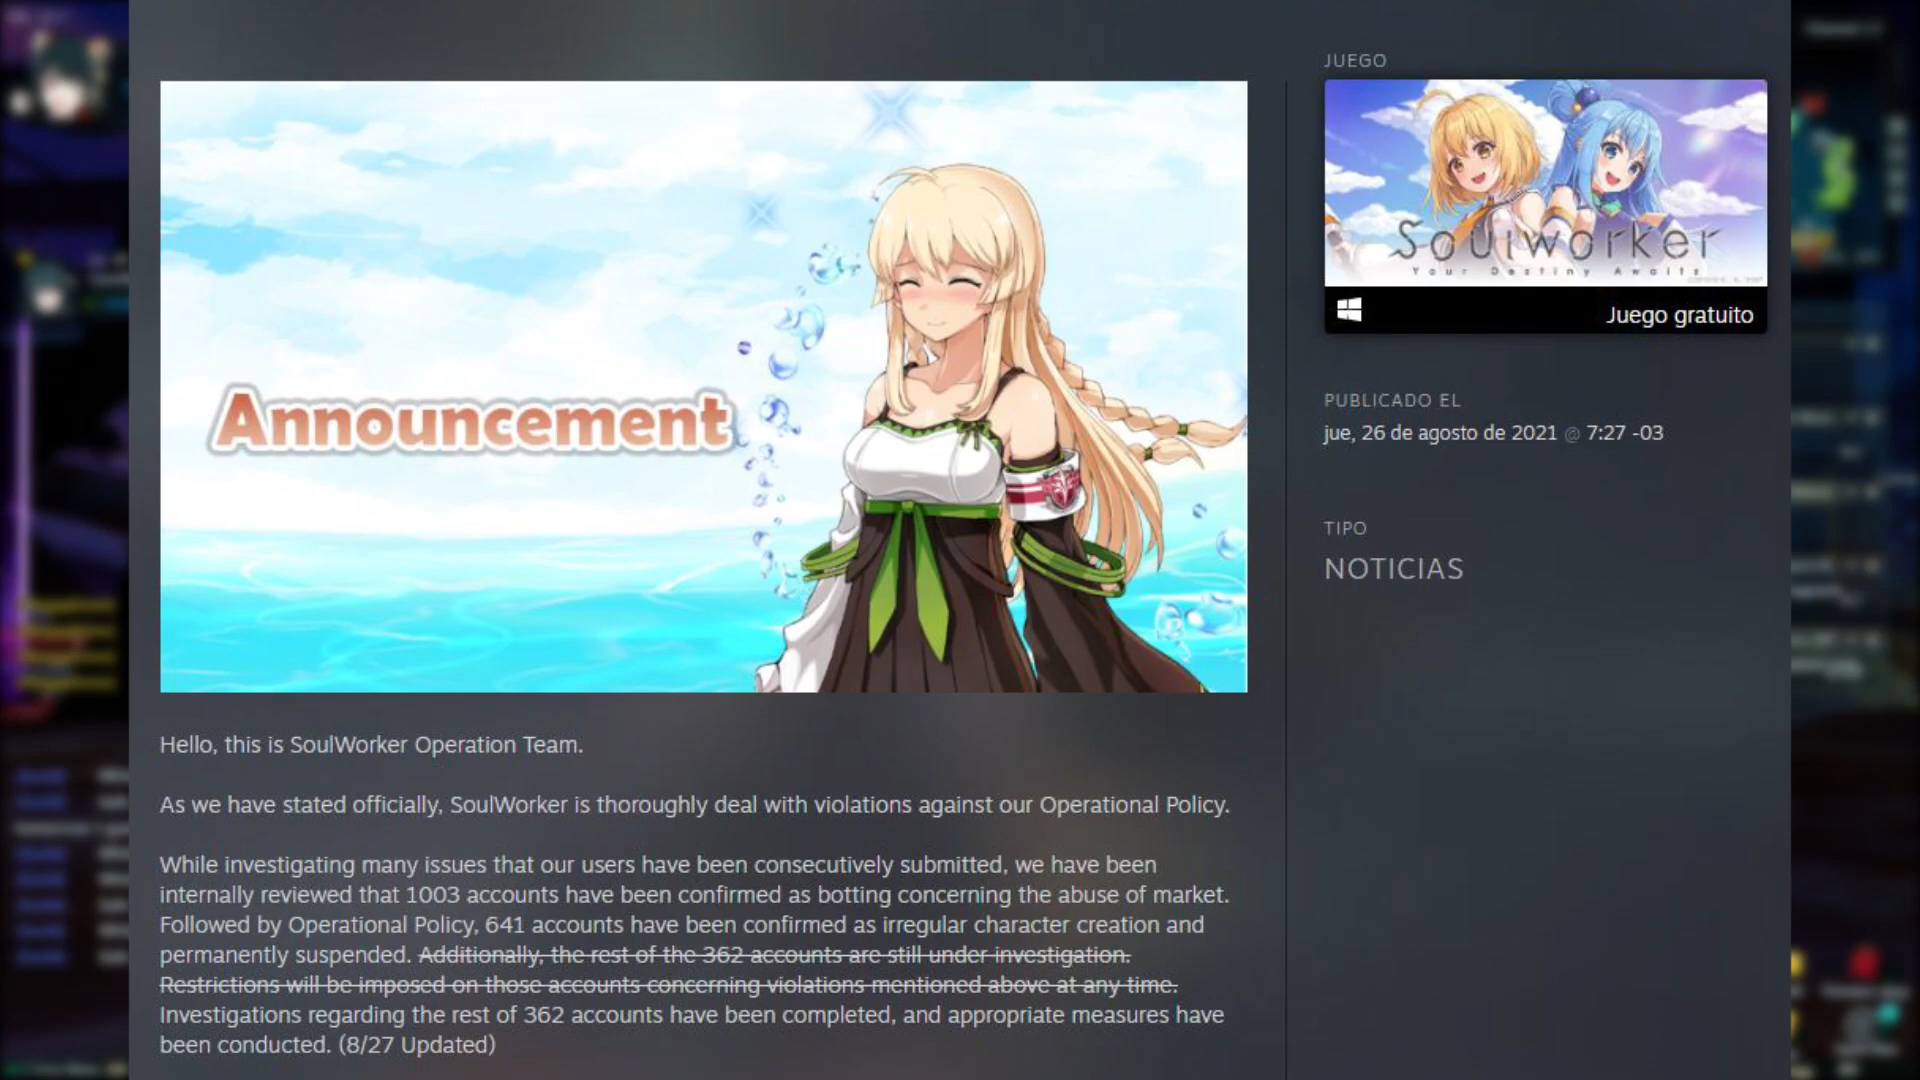 Announcement
Hello, this is SoulWorker Operation Team.
As we have stated officially, SoulWorker is thoroughly deal with violations against our Operational Policy.
While investigating many issues that our users have been consecutively submitted, we have been
internally reviewed that 1003 accounts have been confirmed as botting concerning the abuse of market.
Followed by Operational Policy, 641 accounts have been confirmed as irregular character creation and
permanently suspended. Additionally, the rest of the 362 accounts are still under investigation.
Restrictions will be imposed on those accounts concerning violations mentioned above at any time.
Investigations regarding the rest of 362 accounts have been completed, and appropriate measures have
been conducted. (8/27 Updated)
JUEGO
Soulworker
Your Destiny Awaits
Juego gratuito
PUBLICADO EL
jue, 26 de agosto de 2021 @ 7:27 -03
TIPO
NOTICIAS